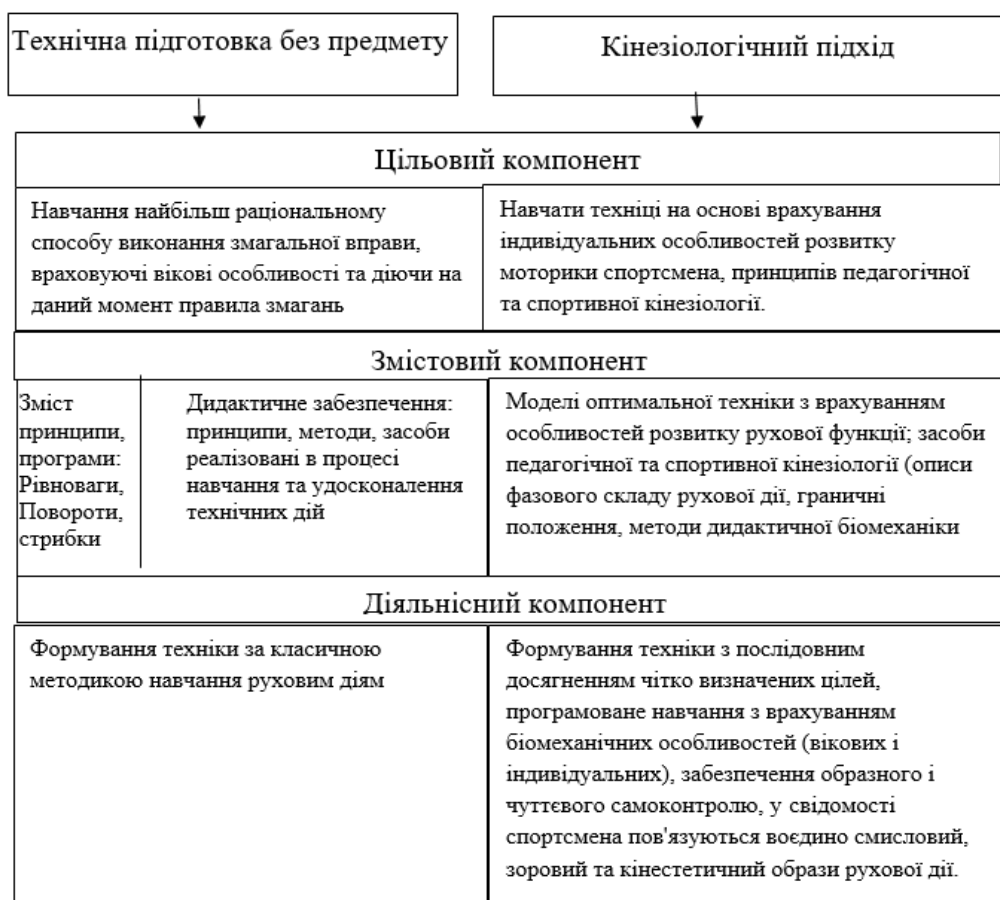 Технічна підготовка без предмету
Кінезіологічний підхід
Цільовий компонент
Навчання найбільш раціональному
способу виконання змагальної вправи,
враховуючі вікові особливості та діючи на
даний момент правила змагань
Навчати техніці на основі врахування
індивідуальних особливостей розвитку
моторики спортсмена, принципів педагогічної
та спортивної кінезіології.
Змістовий компонент
Зміст
принципи,
програми:
Рівноваги,
Повороти,
стрибки
Дидактичне забезпечення:
принципи, методи, засоби
реалізовані в процесі
навчання та удосконалення
технічних дій
Моделі оптимальної техніки з врахуванням
особливостей розвитку рухової функції; засоби
педагогічної та спортивної кінезіології (описи
фазового складу рухової дії, граничні
положення, методи дидактичної біомеханіки
Діяльнісний компонент
Формування техніки за класичною
методикою навчання руховим діям
Формування техніки з послідовним
досягненням чітко визначених цілей,
програмоване навчання з врахуванням
біомеханічних особливостей (вікових і
індивідуальних), забезпечення образного і
чуттєвого самоконтролю, у свідомості
спортсмена пов'язуються воєдино смисловий,
зоровий та кінестетичний образи рухової дії.